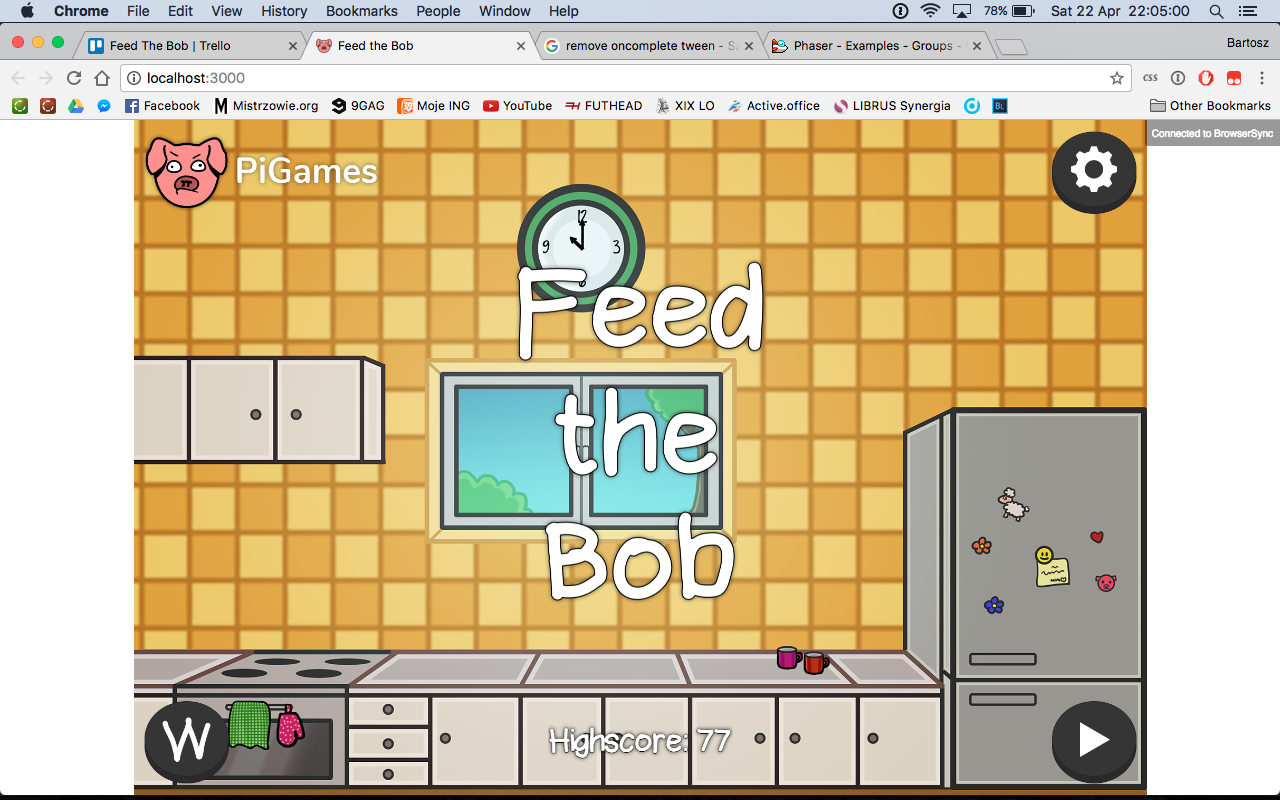 Chrome File Edit View History Bookmarks People Window Help 78% Sat 22 Apr 22:05:00
Feed The Bob | Trello Feed the Bob remove oncomplete tween - Sz Phaser - Examples - Groups - Bartosz
localhost:3000 CSS
Facebook Mistrzowie.org 9GAG Moje ING YouTube FUTHEAD XIX LO Active.office LIBRUS Synergia BL Other Bookmarks
Connected to BrowserSync
PiGames
12
9 3
6
Feed
the
Bob
W Highscore: 77